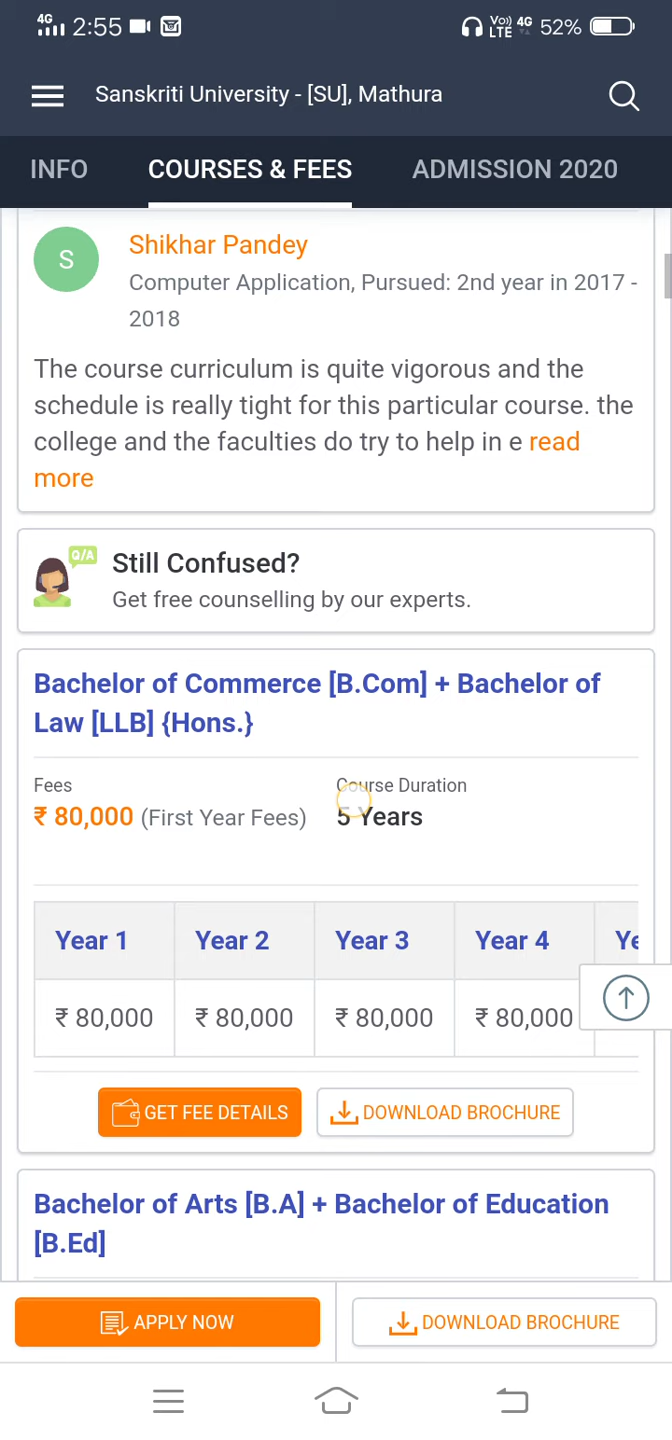 4G 2:55 Vo) LTE 4G 52%
Sanskriti University - [SU], Mathura
INFO COURSES & FEES ADMISSION 2020
S
Shikhar Pandey
Computer Application, Pursued: 2nd year in 2017 -
2018
The course curriculum is quite vigorous and the
schedule is really tight for this particular course. the
college and the faculties do try to help in e read
more
Q/A
Still Confused?
Get free counselling by our experts.
Bachelor of Commerce [B.Com] + Bachelor of
Law [LLB] {Hons.}
Fees Course Duration
₹ 80,000 (First Year Fees) 5 Years
Year 1 Year 2 Year 3 Year 4 Ye
₹ 80,000 ₹ 80,000 ₹ 80,000 ₹ 80,000
GET FEE DETAILS DOWNLOAD BROCHURE
Bachelor of Arts [B.A] + Bachelor of Education
[B.Ed]
APPLY NOW DOWNLOAD BROCHURE